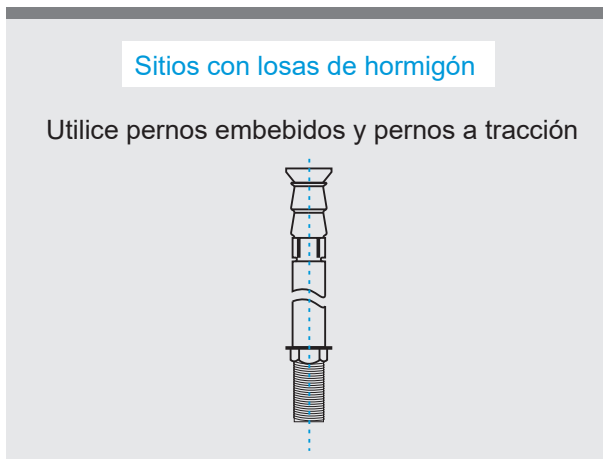 Sitios con losas de hormigón
Utilice pernos embebidos y pernos a tracción